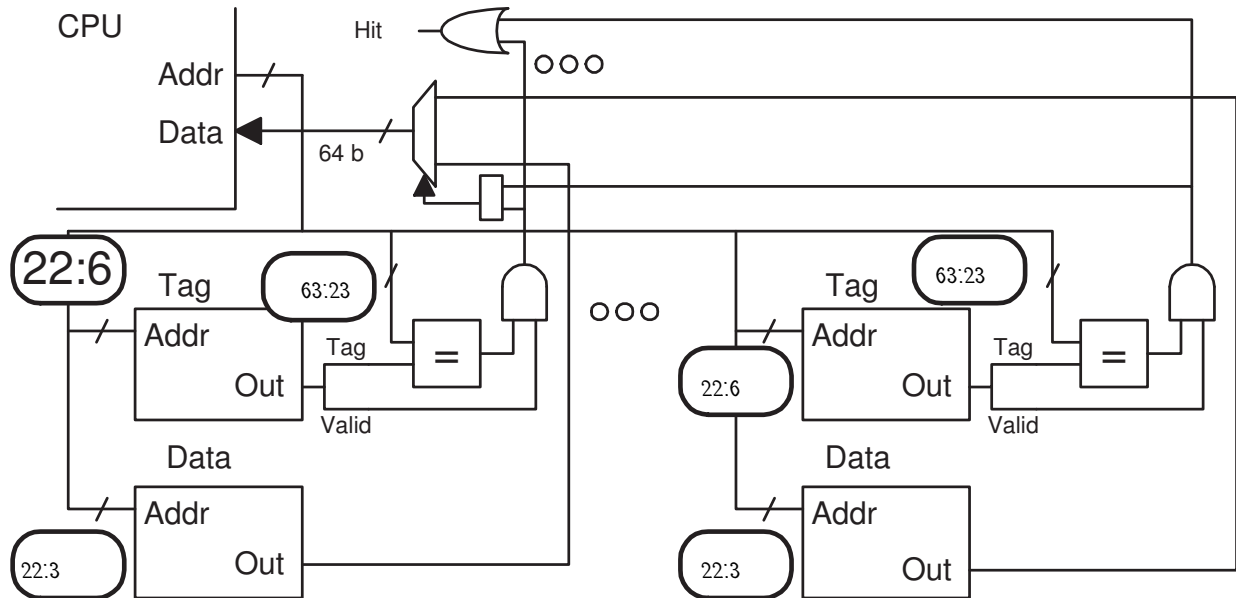 CPU
Hit
Addr
Data
64 b
22:6
Tag
63:23
Addr
Tag
=
Out
Valid
Data
Addr
22:3
Out
Tag
63:23
Addr
Tag
=
22:6
Out
Valid
Data
Addr
22:3
Out